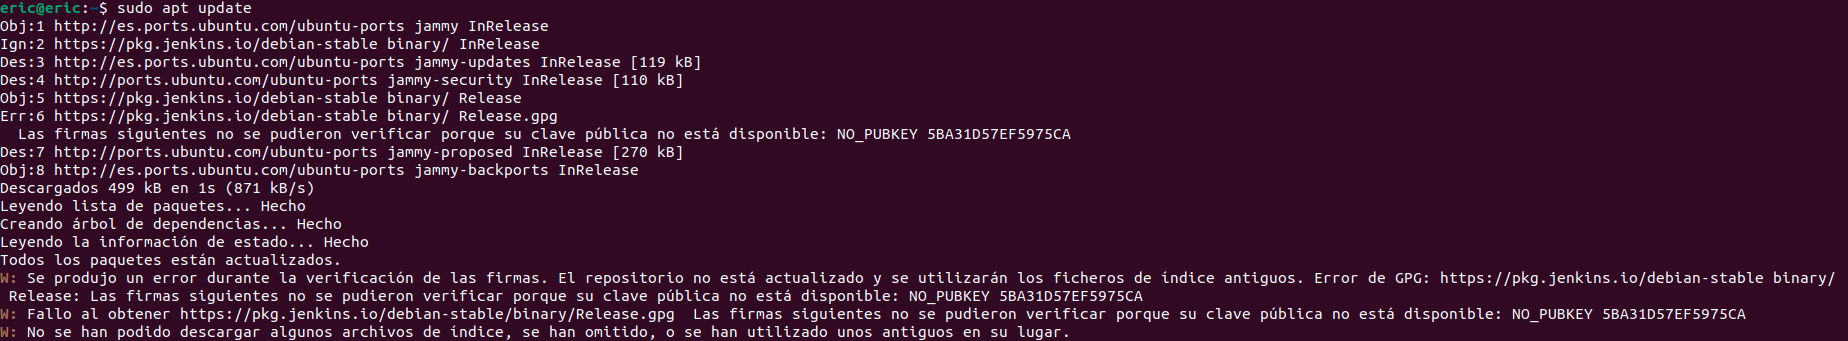 eric@eric:~$ sudo apt update
Obj:1 http://es.ports.ubuntu.com/ubuntu-ports jammy InRelease
Ign:2 https://pkg.jenkins.io/debian-stable binary/ InRelease
Des:3 http://es.ports.ubuntu.com/ubuntu-ports jammy-updates InRelease [119 kB]
Des:4 http://ports.ubuntu.com/ubuntu-ports jammy-security InRelease [110 kB]
Obj:5 https://pkg.jenkins.io/debian-stable binary/ Release
Err:6 https://pkg.jenkins.io/debian-stable binary/ Release.gpg
  Las firmas siguientes no se pudieron verificar porque su clave pública no está disponible: NO_PUBKEY 5BA31D57EF5975CA
Des:7 http://ports.ubuntu.com/ubuntu-ports jammy-proposed InRelease [270 kB]
Obj:8 http://ports.ubuntu.com/ubuntu-ports jammy-backports InRelease
Descargados 499 kB en 1s (871 kB/s)
Leyendo lista de paquetes... Hecho
Creando árbol de dependencias... Hecho
Leyendo la información de estado... Hecho
Todos los paquetes están actualizados.
W: Se produjo un error durante la verificación de las firmas. El repositorio no está actualizado y se utilizarán los ficheros de índice antiguos. Error de GPG: https://pkg.jenkins.io/debian-stable binary/
 Release: Las firmas siguientes no se pudieron verificar porque su clave pública no está disponible: NO_PUBKEY 5BA31D57EF5975CA
W: Fallo al obtener https://pkg.jenkins.io/debian-stable/binary/Release.gpg  Las firmas siguientes no se pudieron verificar porque su clave pública no está disponible: NO_PUBKEY 5BA31D57EF5975CA
W: No se han podido descargar algunos archivos de índice, se han omitido, o se han utilizado unos antiguos en su lugar.